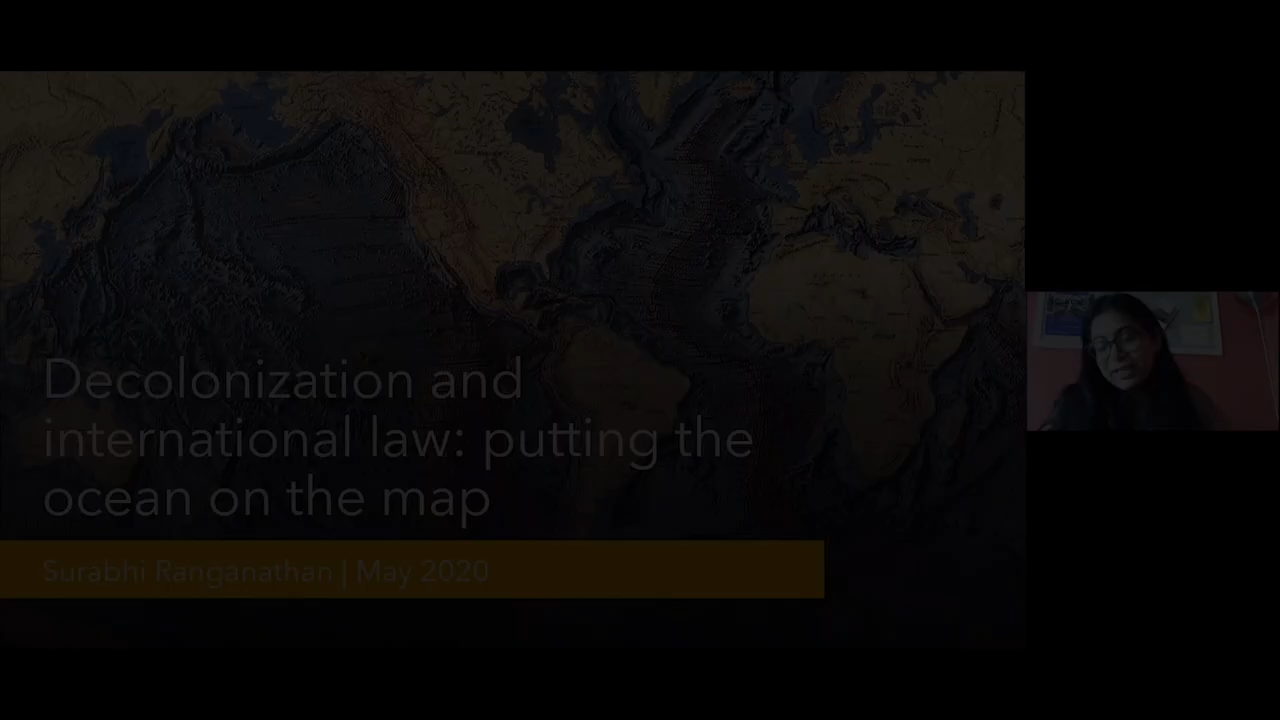 Decolonization and
international law: putting the
ocean on the map
Surabhi Ranganathan | May 2020